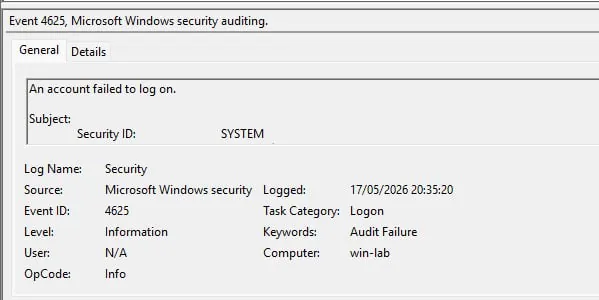 Event 4625, Microsoft Windows security auditing.
General Details
An account failed to log on.
Subject:
Security ID: SYSTEM
Log Name: Security
Source: Microsoft Windows security Logged: 17/05/2026 20:35:20
Event ID: 4625 Task Category: Logon
Level: Information Keywords: Audit Failure
User: N/A Computer: win-lab
OpCode: Info